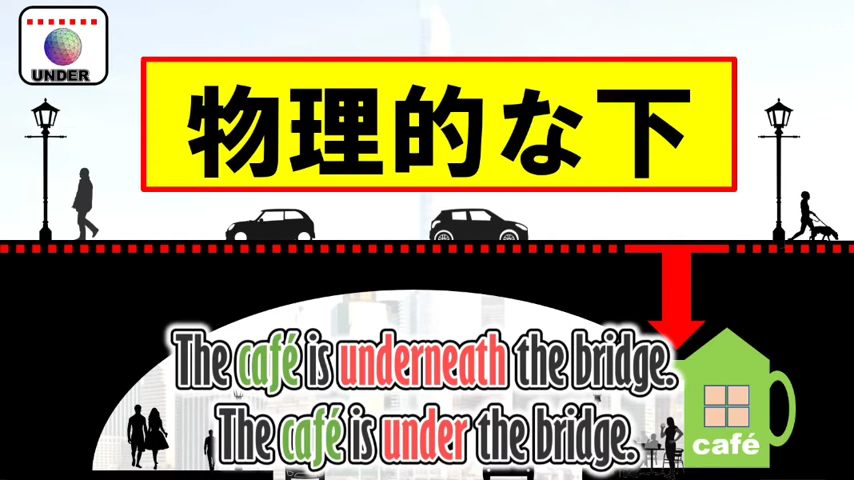 UNDER
物理的な下
The café is underneath the bridge.
The café is under the bridge.
café